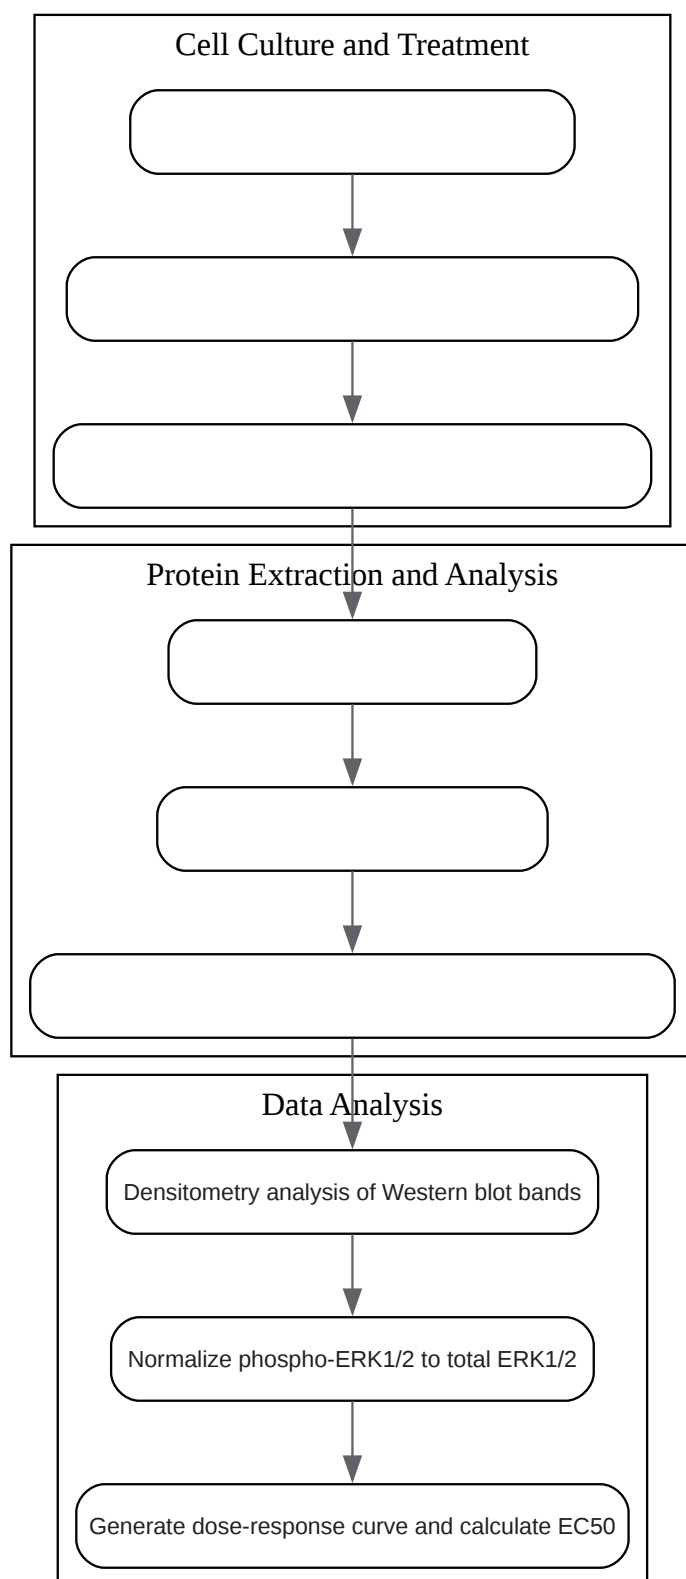 Cell Culture and Treatment
Protein Extraction and Analysis
Data Analysis
Densitometry analysis of Western blot bands
Normalize phospho-ERK1/2 to total ERK1/2
Generate dose-response curve and calculate EC50